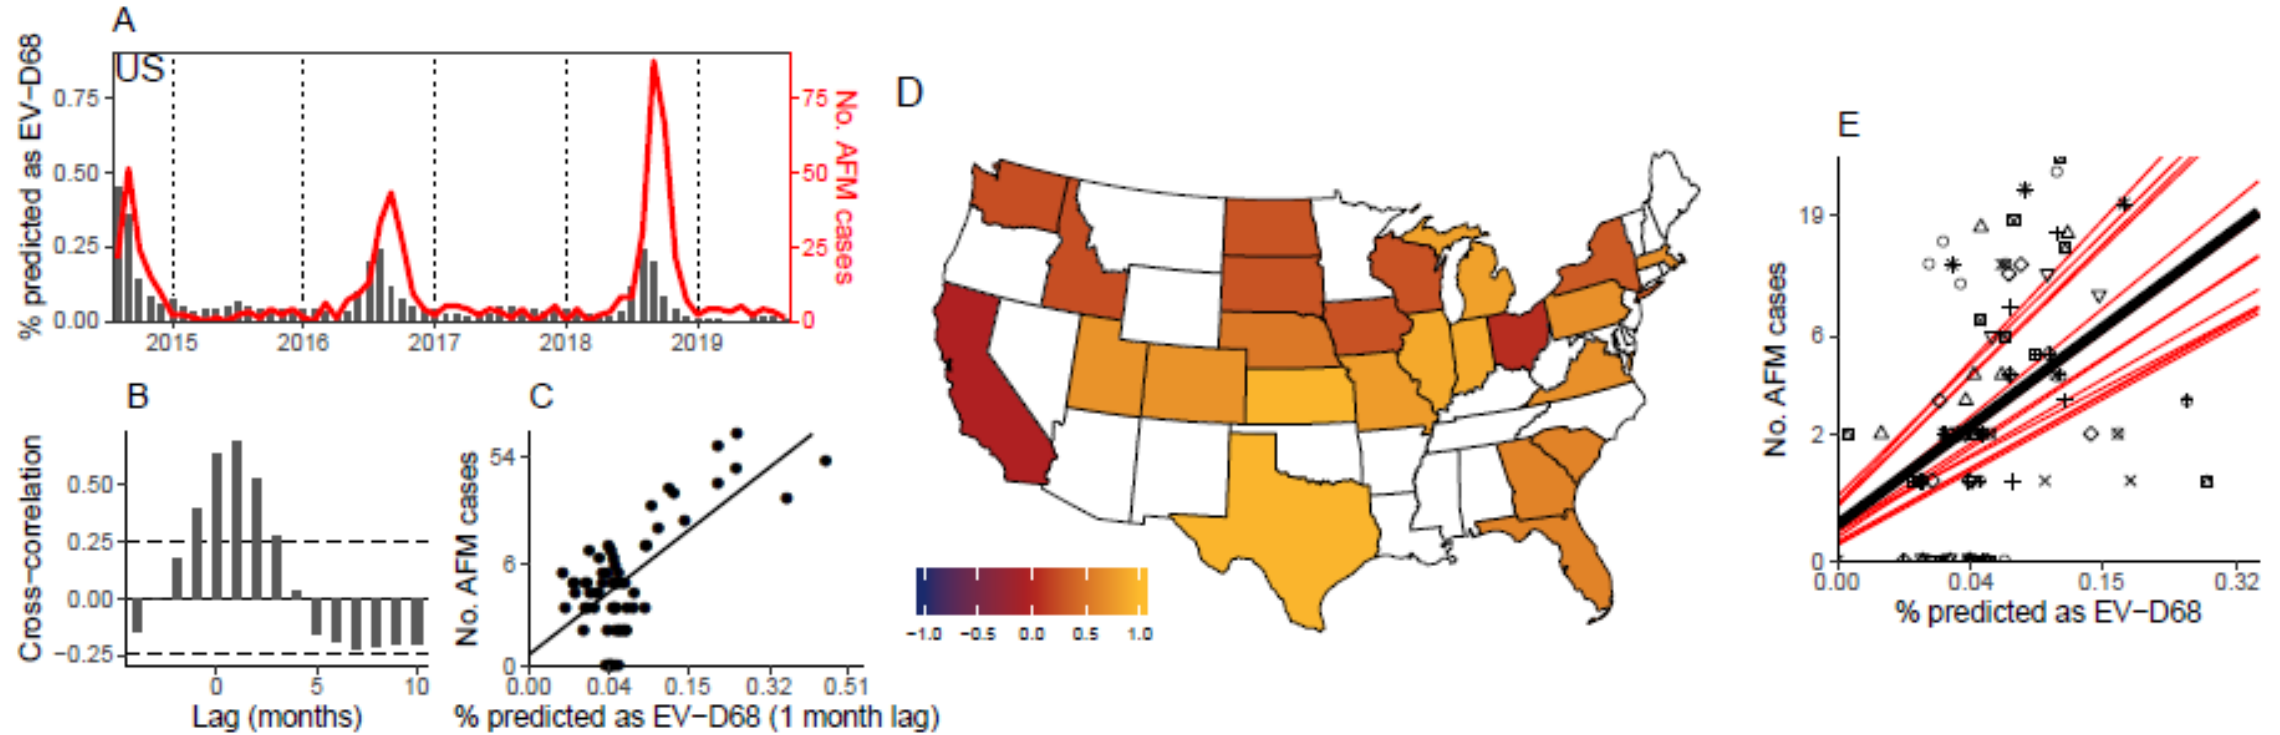 A
US
% predicted as EV−D68
0.75
0.50
0.25
0.00
75
50
25
0
No. AFM cases
2015
2016
2017
2018
2019
B
Cross−correlation
0.50
0.25
0.00
−0.25
0
5
10
Lag (months)
C
No. AFM cases
54
6
0
0.00
0.04
0.15
0.32
0.51
% predicted as EV−D68 (1 month lag)
D
−1.0
−0.5
0.0
0.5
1.0
E
No. AFM cases
19
6
2
0
0.00
0.04
0.15
0.32
% predicted as EV−D68